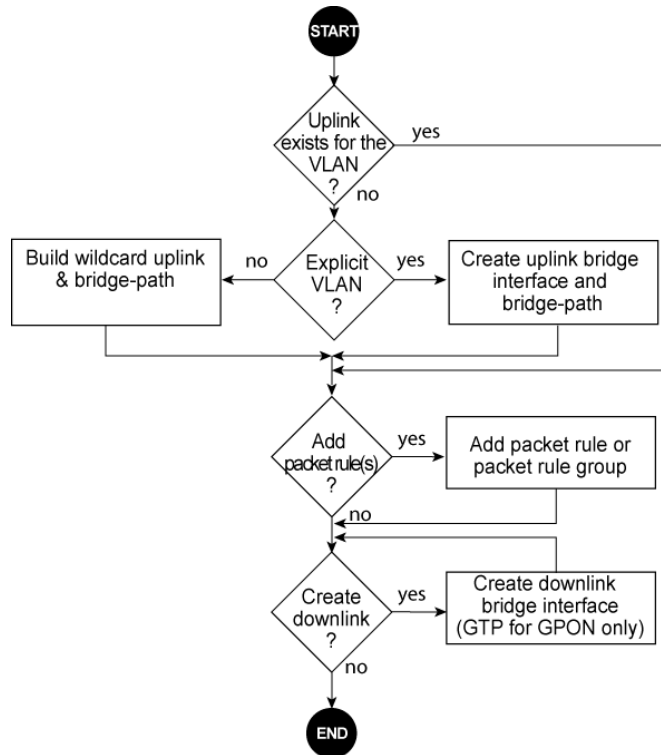 START
Uplink
exists for the
VLAN
?
yes
no
Build wildcard uplink
& bridge-path
no
Explicit
VLAN
?
yes
Create uplink bridge
interface and
bridge-path
Add
packet rule(s)
?
yes
Add packet rule or
packet rule group
no
Create
downlink
?
yes
Create downlink
bridge interface
(GTP for GPON only)
no
END